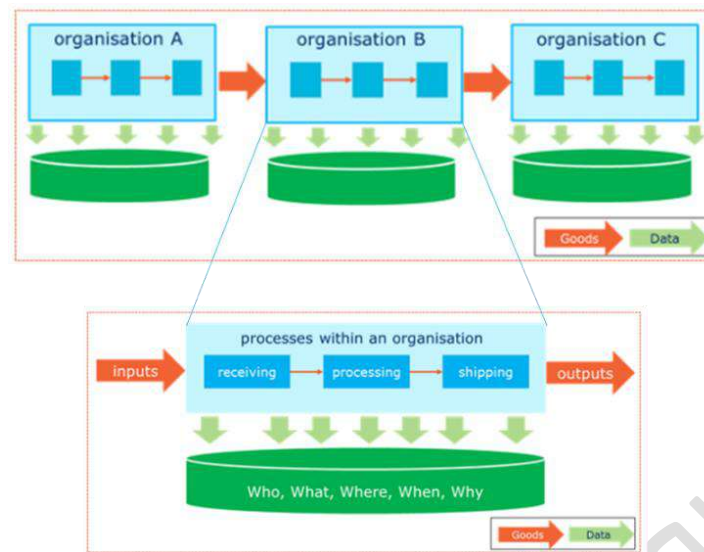 organisation A
organisation B
organisation C
Goods
Data
processes within an organisation
inputs
receiving
processing
shipping
outputs
Who, What, Where, When, Why
Goods
Data